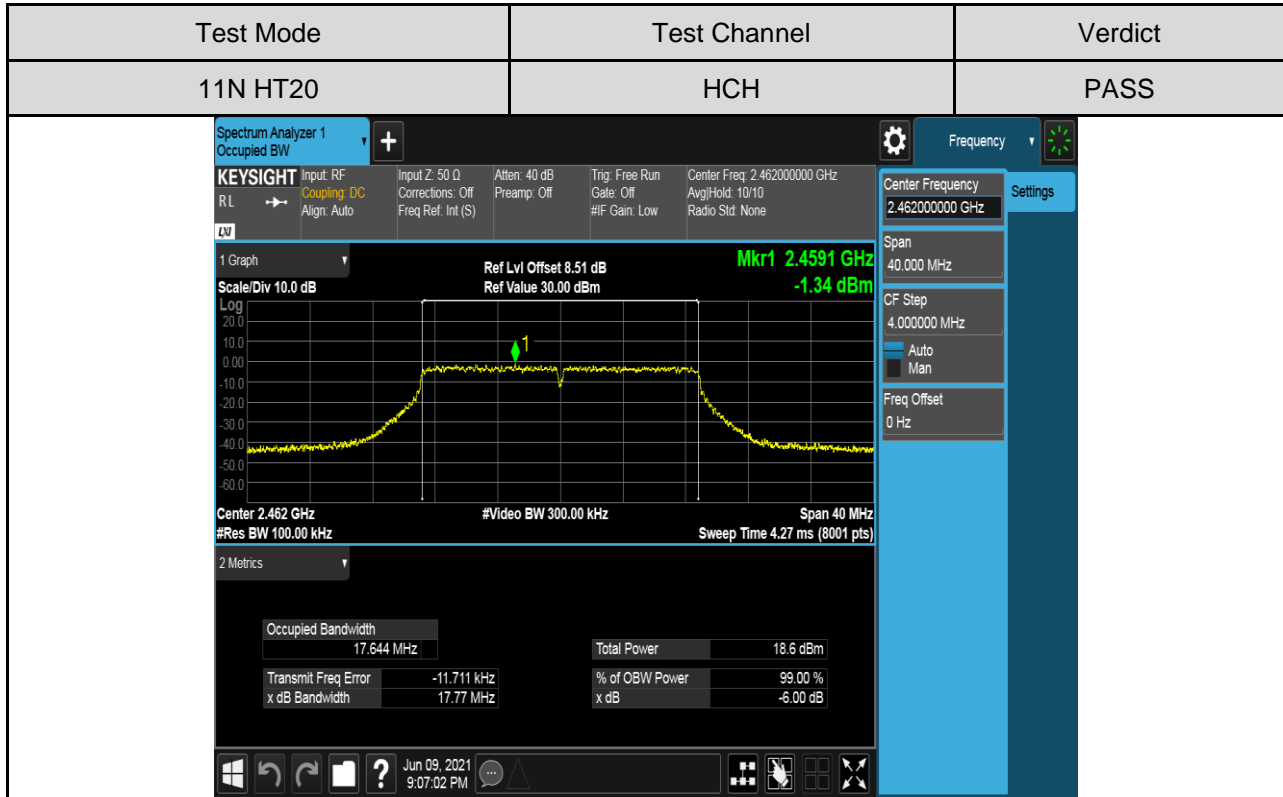 Test Mode Test Channel Verdict
11N HT20 HCH PASS
Spectrum Analyzer 1
Occupied BW
+
Frequency
KEYSIGHT
RL
LXI
Input: RF
Coupling: DC
Align: Auto
Input Z: 50 Ω
Corrections: Off
Freq Ref: Int (S)
Atten: 40 dB
Preamp: Off
Trig: Free Run
Gate: Off
#IF Gain: Low
Center Freq: 2.462000000 GHz
Avg|Hold: 10/10
Radio Std: None
Center Frequency
2.462000000 GHz
Settings
Span
40.000 MHz
CF Step
4.000000 MHz
Auto
Man
Freq Offset
0 Hz
1 Graph
Scale/Div 10.0 dB
Ref Lvl Offset 8.51 dB
Ref Value 30.00 dBm
Mkr1 2.4591 GHz
-1.34 dBm
Log
20.0
10.0
0.00
-10.0
-20.0
-30.0
-40.0
-50.0
-60.0
1
Center 2.462 GHz
#Res BW 100.00 kHz
#Video BW 300.00 kHz
Span 40 MHz
Sweep Time 4.27 ms (8001 pts)
2 Metrics
Occupied Bandwidth
17.644 MHz
Total Power 18.6 dBm
Transmit Freq Error -11.711 kHz
% of OBW Power 99.00 %
x dB Bandwidth 17.77 MHz
x dB -6.00 dB
?
Jun 09, 2021
9:07:02 PM